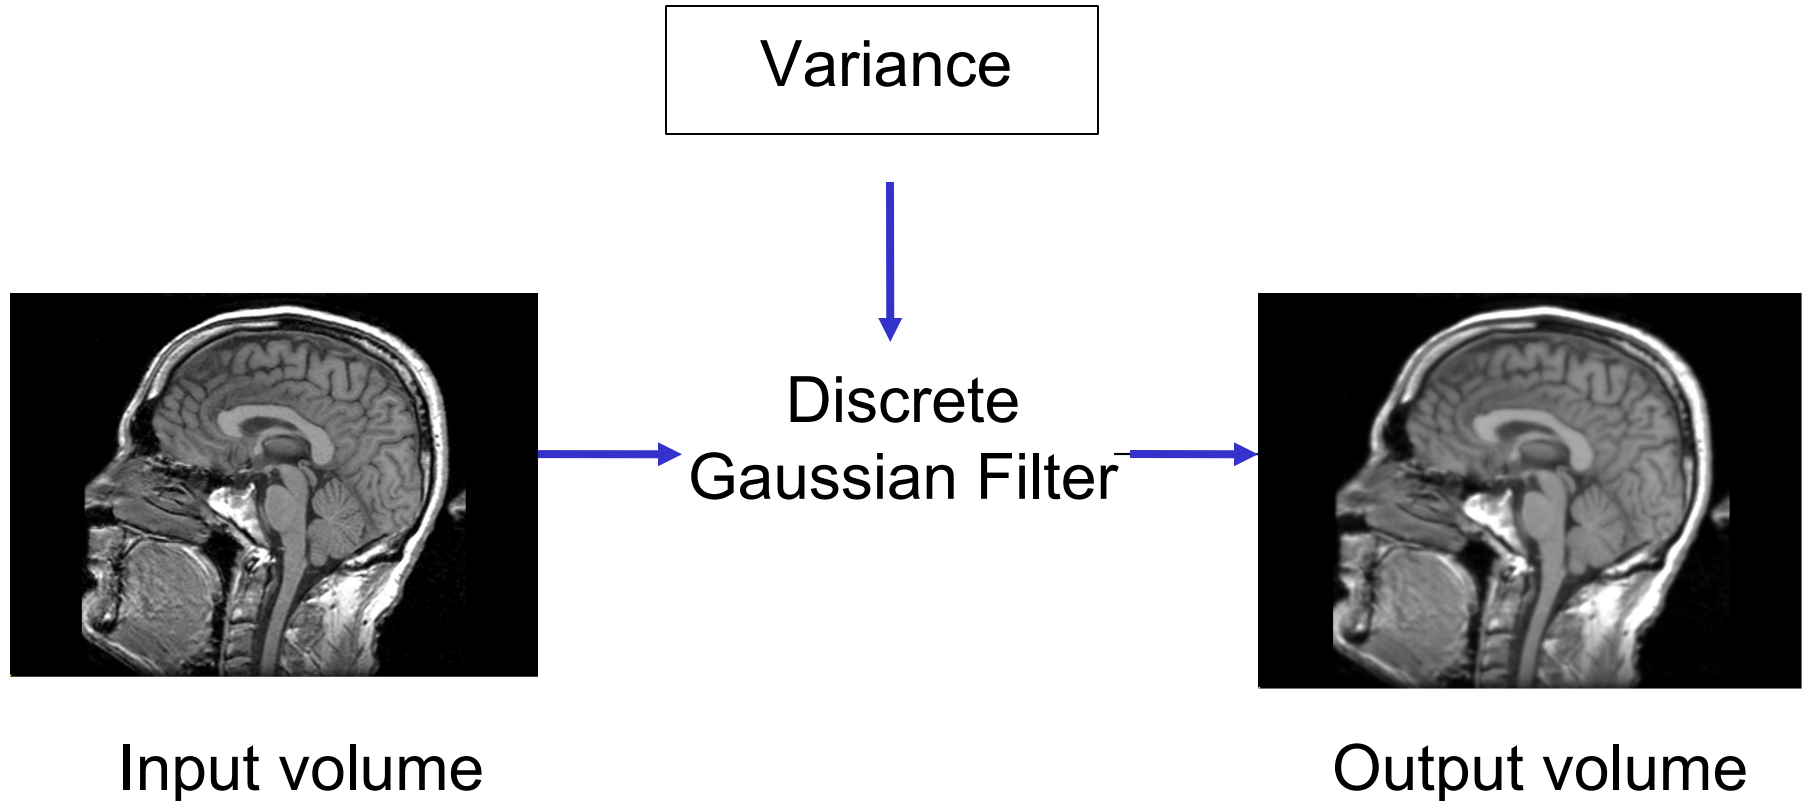 Variance
Discrete
Gaussian Filter
Input volume
Output volume